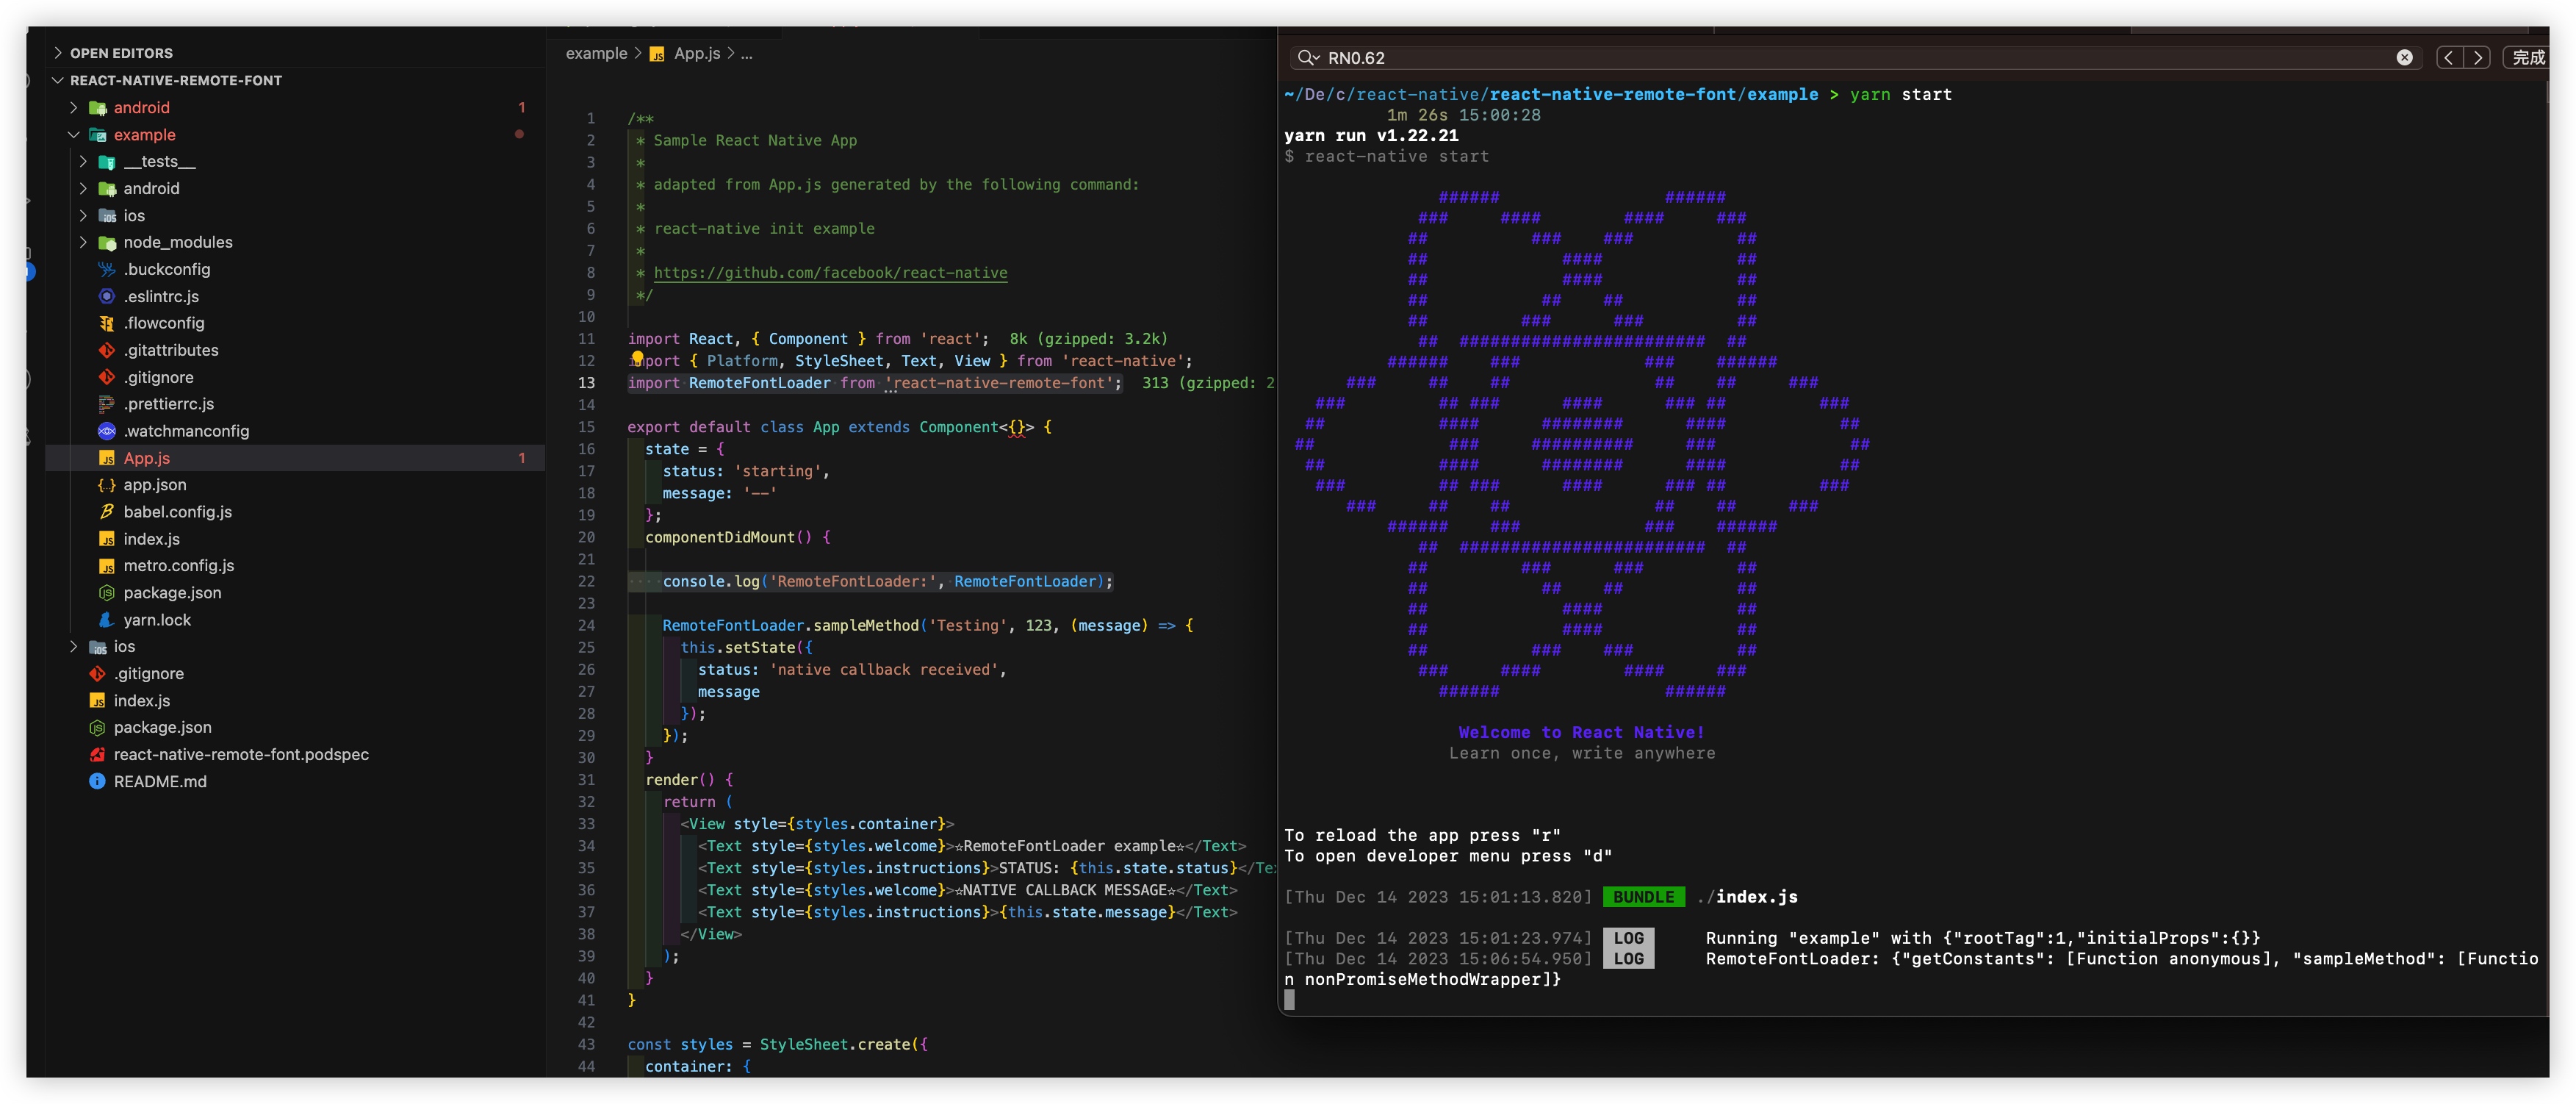 OPEN EDITORS
REACT-NATIVE-REMOTE-FONT
android 1
example
__tests__
android
ios
node_modules
.buckconfig
.eslintrc.js
.flowconfig
.gitattributes
.gitignore
.prettierrc.js
.watchmanconfig
App.js 1
app.json
babel.config.js
index.js
metro.config.js
package.json
yarn.lock
ios
.gitignore
index.js
package.json
react-native-remote-font.podspec
README.md
example > App.js > ...
1 /**
2 * Sample React Native App
3 *
4 * adapted from App.js generated by the following command:
5 *
6 * react-native init example
7 *
8 * https://github.com/facebook/react-native
9 */
10
11 import React, { Component } from 'react'; 8k (gzipped: 3.2k)
12 import { Platform, StyleSheet, Text, View } from 'react-native';
13 import RemoteFontLoader from 'react-native-remote-font'; 313 (gzipped: 2
14
15 export default class App extends Component<{}> {
16 state = {
17 status: 'starting',
18 message: '--'
19 };
20 componentDidMount() {
21
22 console.log('RemoteFontLoader:', RemoteFontLoader);
23
24 RemoteFontLoader.sampleMethod('Testing', 123, (message) => {
25 this.setState({
26 status: 'native callback received',
27 message
28 });
29 });
30 }
31 render() {
32 return (
33 <View style={styles.container}>
34 <Text style={styles.welcome}>☆RemoteFontLoader example☆</Text>
35 <Text style={styles.instructions}>STATUS: {this.state.status}</Te
36 <Text style={styles.welcome}>☆NATIVE CALLBACK MESSAGE☆</Text>
37 <Text style={styles.instructions}>{this.state.message}</Text>
38 </View>
39 );
40 }
41 }
42
43 const styles = StyleSheet.create({
44 container: {
RN0.62
完成
~/De/c/react-native/react-native-remote-font/example > yarn start
1m 26s 15:00:28
yarn run v1.22.21
$ react-native start
Welcome to React Native!
Learn once, write anywhere
To reload the app press "r"
To open developer menu press "d"
[Thu Dec 14 2023 15:01:13.820] BUNDLE ./index.js
[Thu Dec 14 2023 15:01:23.974] LOG Running "example" with {"rootTag":1,"initialProps":{}}
[Thu Dec 14 2023 15:06:54.950] LOG RemoteFontLoader: {"getConstants": [Function anonymous], "sampleMethod": [Functio
n nonPromiseMethodWrapper]}